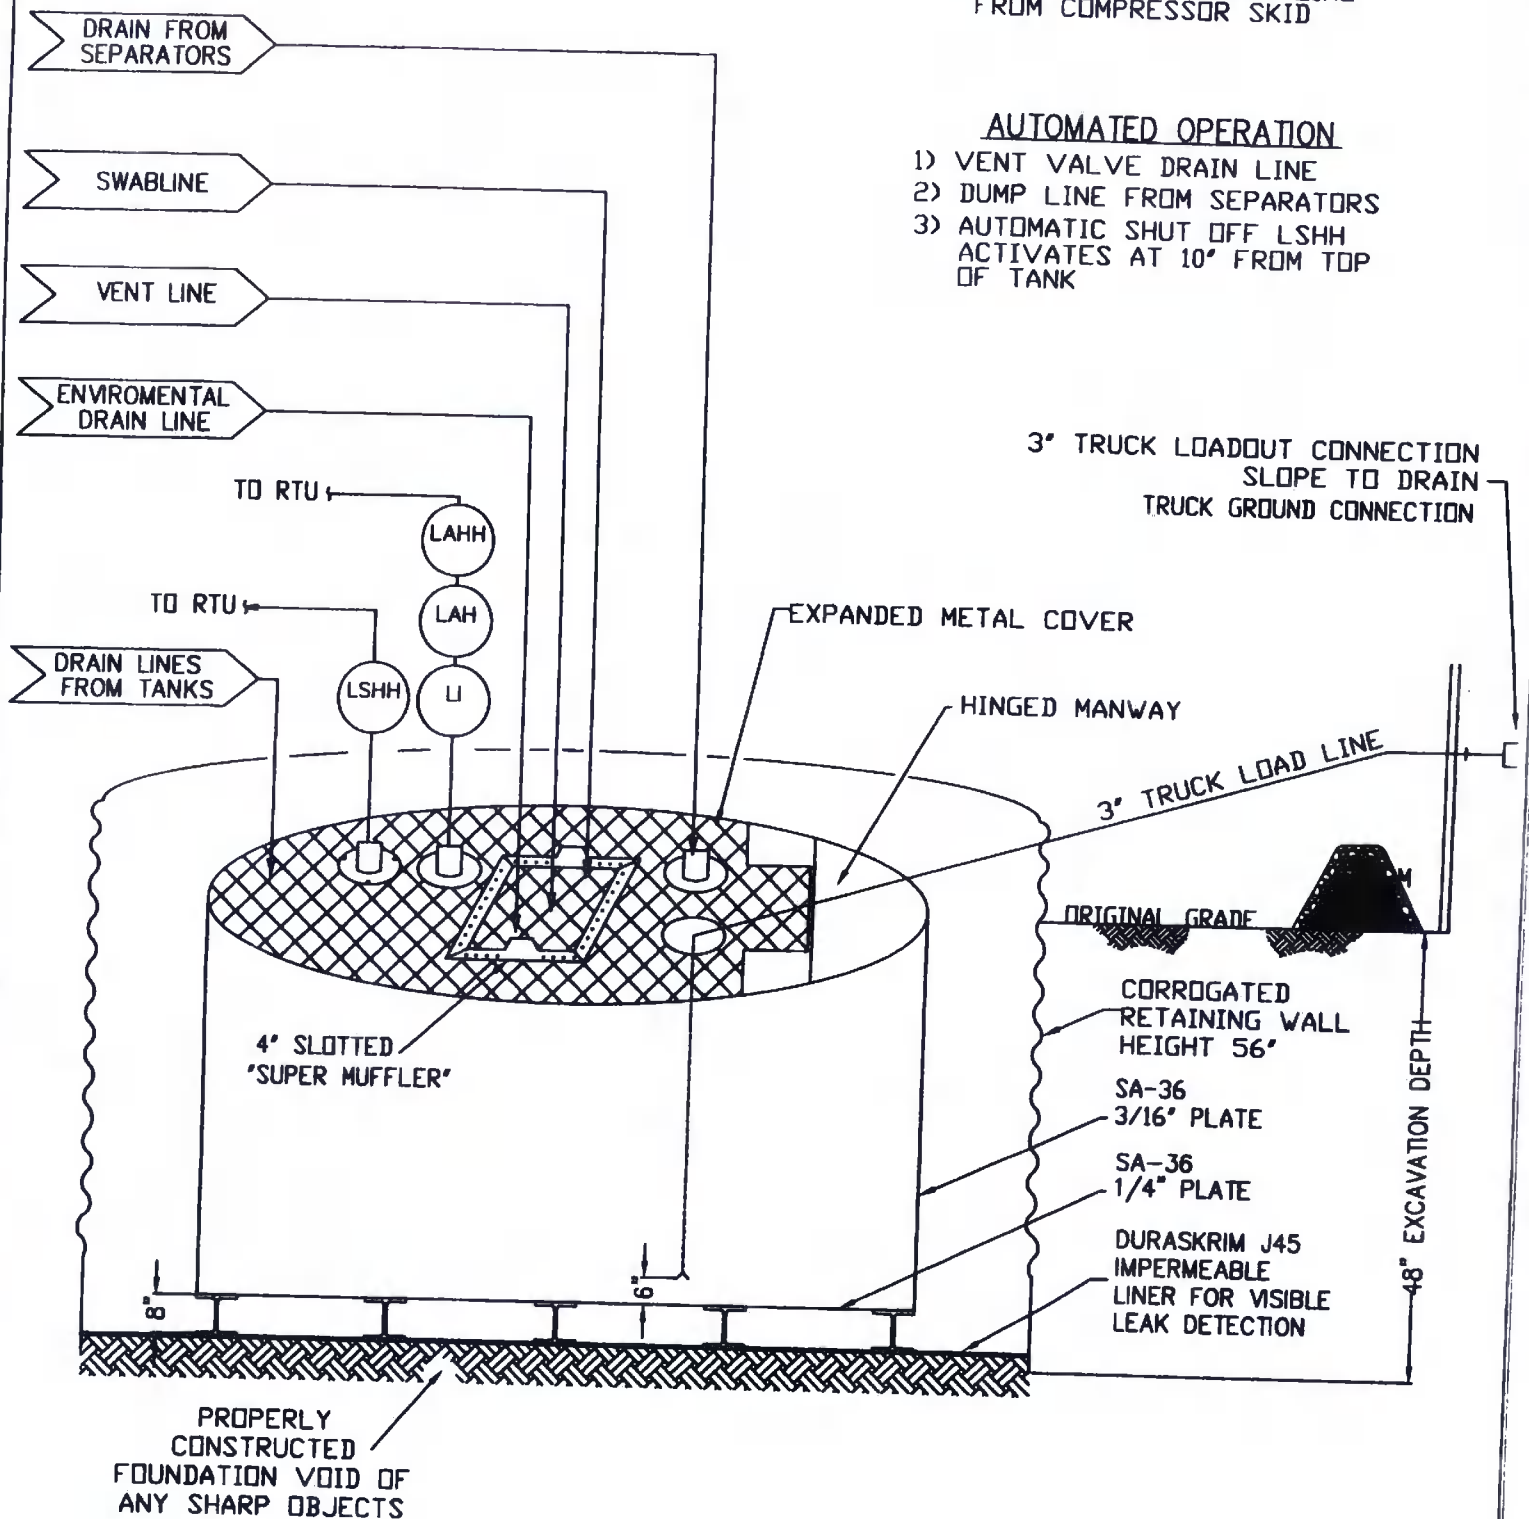 FROM COMPRESSOR SKID
DRAIN FROM
SEPARATORS
AUTOMATED OPERATION
1) VENT VALVE DRAIN LINE
2) DUMP LINE FROM SEPARATORS
3) AUTOMATIC SHUT OFF LSHH
ACTIVATES AT 10" FROM TOP
OF TANK
SWABLINE
VENT LINE
ENVIROMENTAL
DRAIN LINE
3" TRUCK LOADOUT CONNECTION
SLOPE TO DRAIN
TRUCK GROUND CONNECTION
TO RTU
LAHH
TO RTU
LAH
EXPANDED METAL COVER
DRAIN LINES
FROM TANKS
LSHH
LI
HINGED MANWAY
3" TRUCK LOAD LINE
ORIGINAL GRADE
CORROGATED
RETAINING WALL
HEIGHT 56"
4" SLOTTED
"SUPER MUFFLER"
SA-36
3/16" PLATE
SA-36
1/4" PLATE
48" EXCAVATION DEPTH
DURASKRIM J45
IMPERMEABLE
LINER FOR VISIBLE
LEAK DETECTION
8"
6"
PROPERLY
CONSTRUCTED
FOUNDATION VOID OF
ANY SHARP OBJECTS